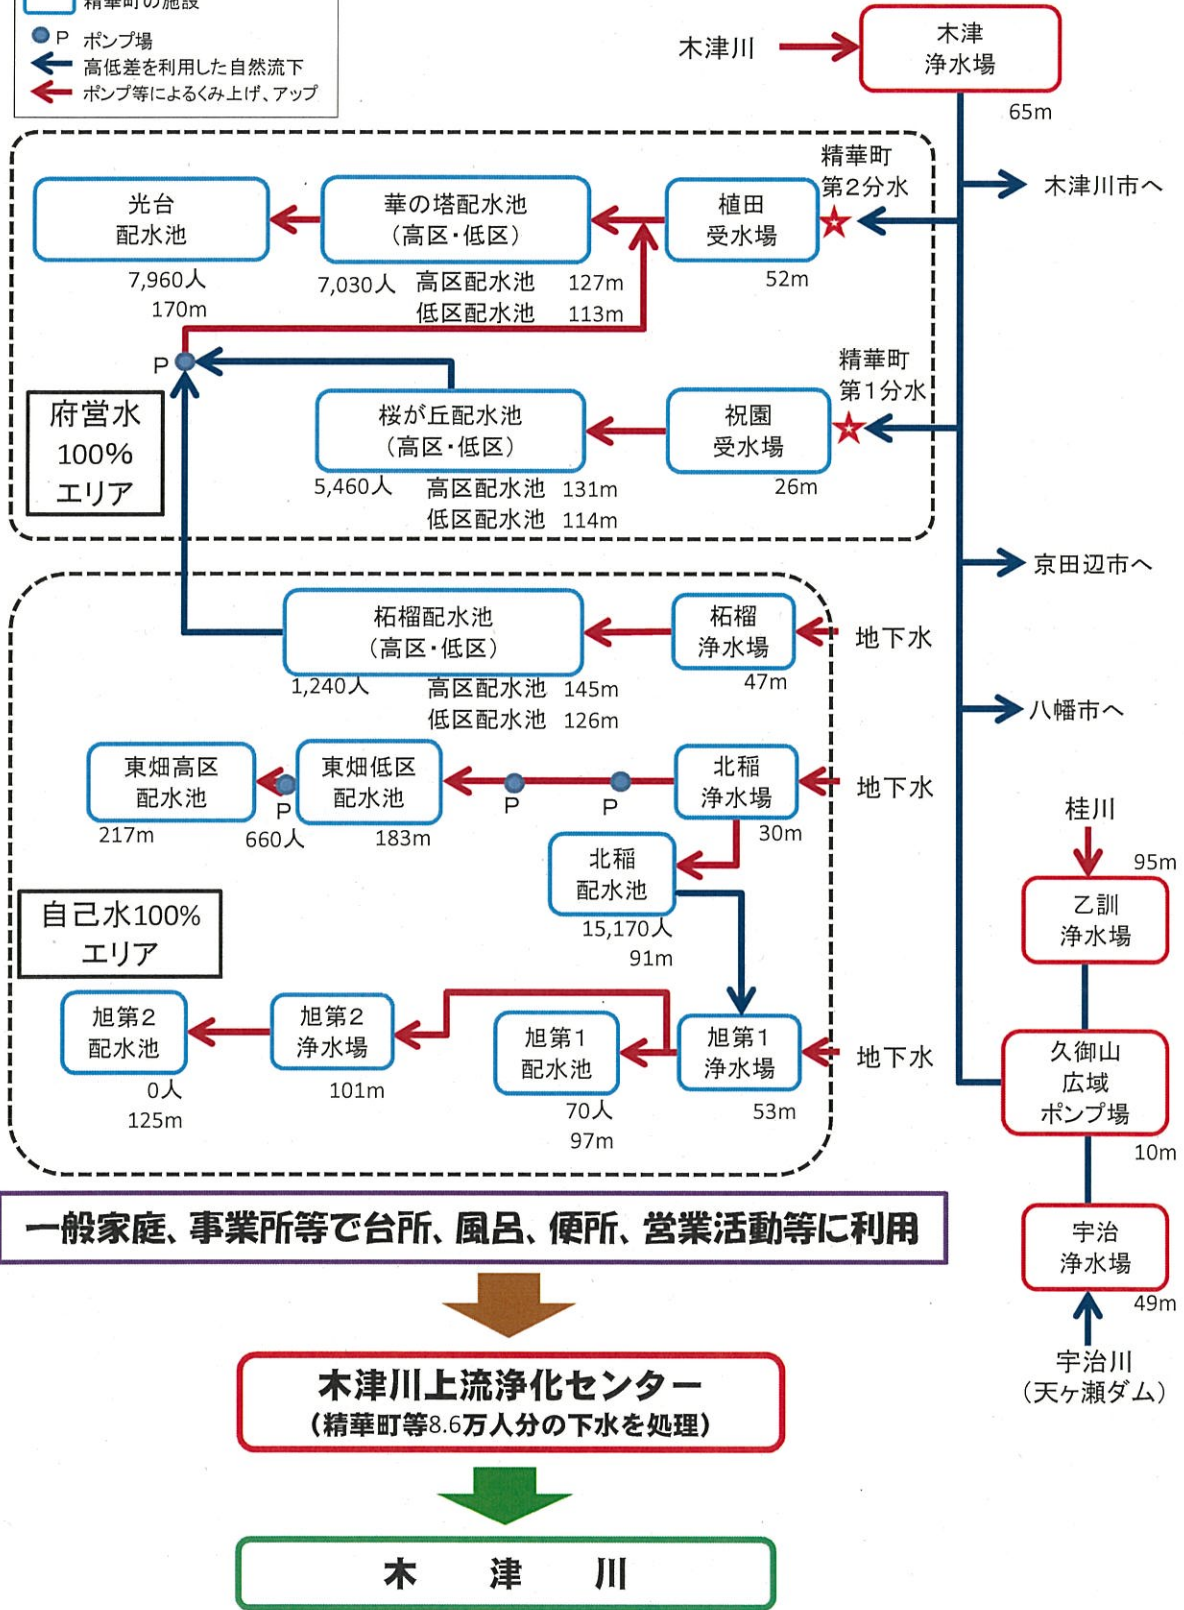 精華町の施設
P ポンプ場
高低差を利用した自然流下
ポンプ等によるくみ上げ、アップ
木津川
木津
浄水場
65m
木津川市へ
精華町
第2分水
光台
配水池
7,960人
170m
華の塔配水池
(高区・低区)
7,030人 高区配水池 127m
低区配水池 113m
植田
受水場
52m
P
精華町
第1分水
府営水
100%
エリア
桜が丘配水池
(高区・低区)
5,460人 高区配水池 131m
低区配水池 114m
祝園
受水場
26m
京田辺市へ
柘榴配水池
(高区・低区)
1,240人 高区配水池 145m
低区配水池 126m
柘榴
浄水場
47m
地下水
八幡市へ
東畑高区
配水池
217m
P
660人
東畑低区
配水池
183m
P
P
北稲
浄水場
30m
地下水
北稲
配水池
15,170人
91m
自己水100%
エリア
旭第2
配水池
0人
125m
旭第2
浄水場
101m
旭第1
配水池
70人
97m
旭第1
浄水場
53m
地下水
桂川
95m
乙訓
浄水場
久御山
広域
ポンプ場
10m
宇治
浄水場
49m
宇治川
(天ヶ瀬ダム)
一般家庭、事業所等で台所、風呂、便所、営業活動等に利用
木津川上流浄化センター
(精華町等8.6万人分の下水を処理)
木津川